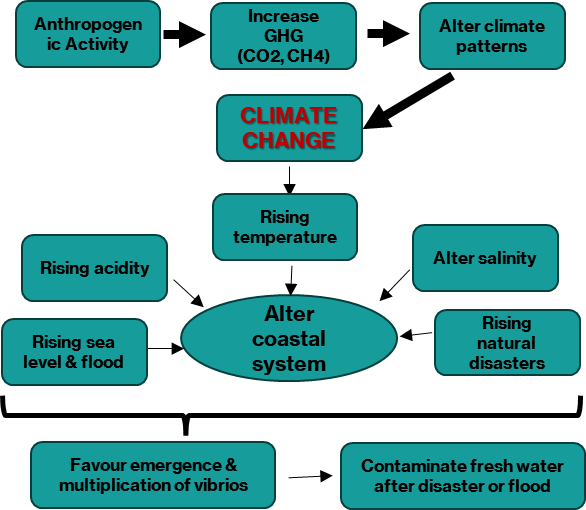 Anthropogen
ic Activity
Increase
GHG
(CO2, CH4)
Alter climate
patterns
CLIMATE
CHANGE
Rising
temperature
Rising acidity
Alter salinity
Rising sea
level & flood
Alter
coastal
system
Rising
natural
disasters
Favour emergence &
multiplication of vibrios
Contaminate fresh water
after disaster or flood